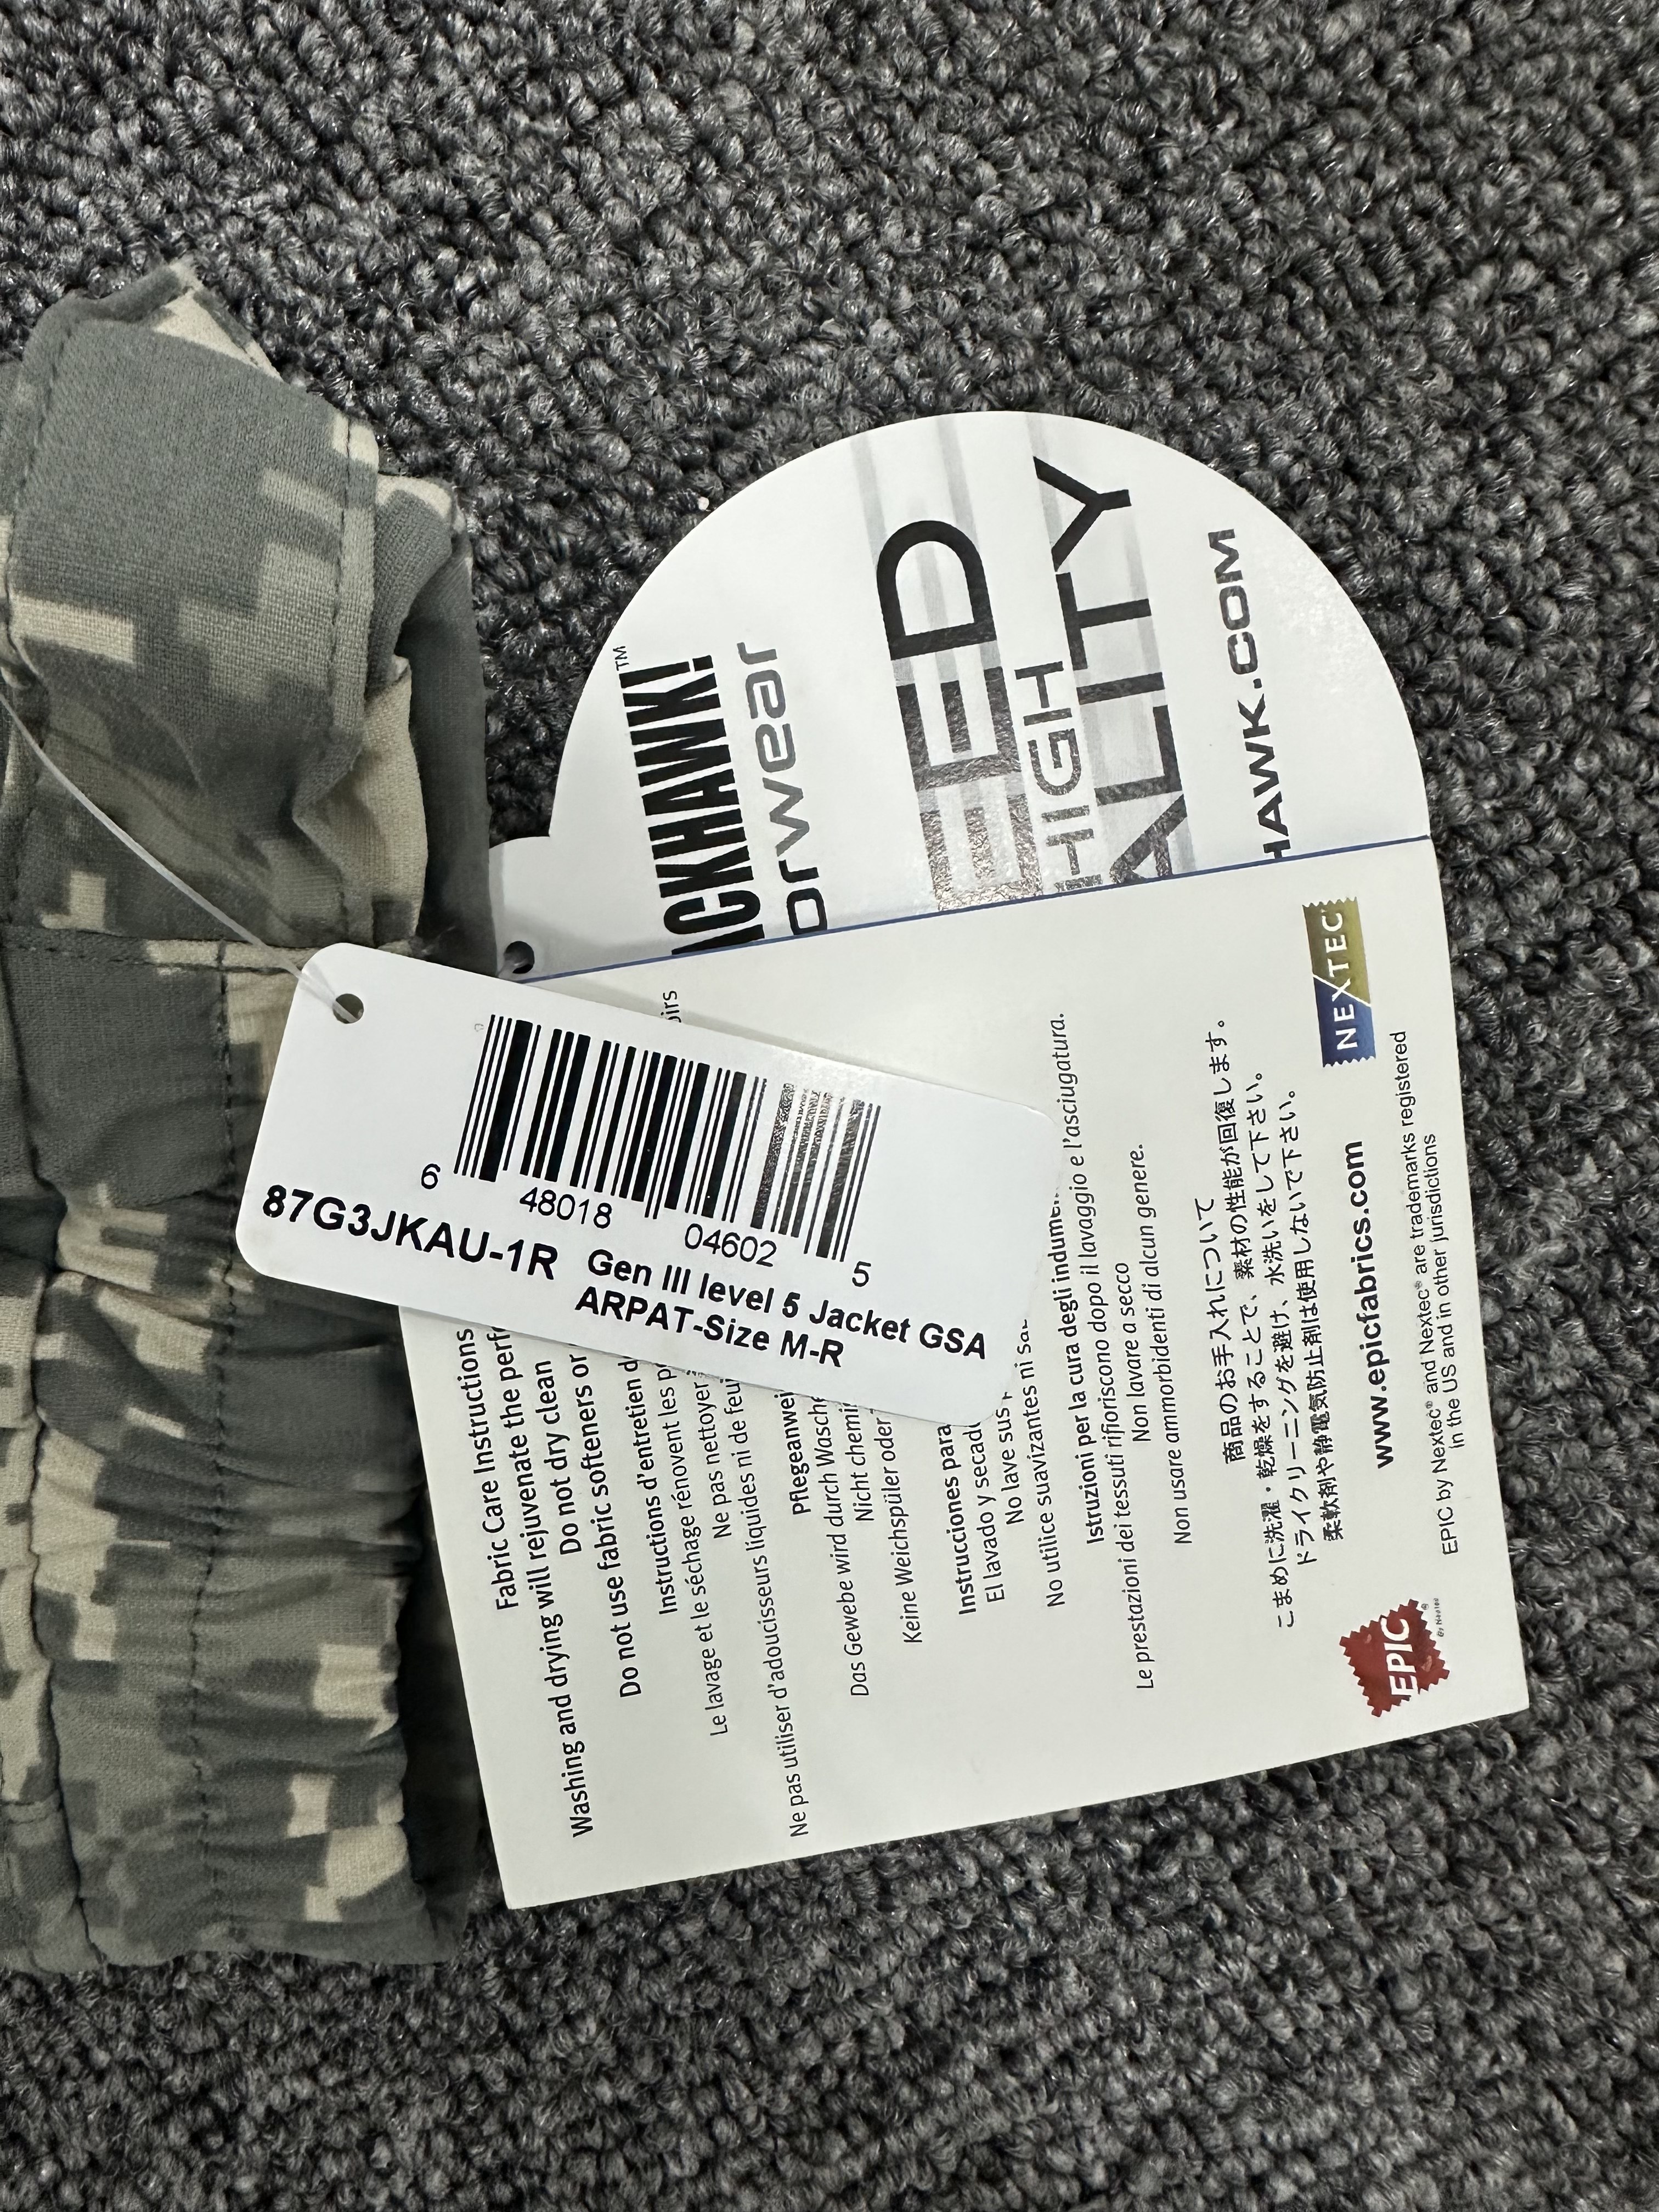 6 48018 04602 5
87G3JKAU-1R Gen III level 5 Jacket GSA
ARPAT-Size M-R
ACKHAWK!™
orwear
EED
HIGH
ALITY
HAWK.COM
Fabric Care Instructions
Washing and drying will rejuvenate the perf
Do not dry clean
Do not use fabric softeners or
Instructions d'entretien d
Le lavage et le séchage rénovent les p
Ne pas nettoyer
Ne pas utiliser d'adoucisseurs liquides ni de feu
oirs
Pflegeanwei
Das Gewebe wird durch Wasche
Nicht chemi
Keine Weichspüler oder
Instrucciones para
El lavado y secado
No lave sus
No utilice suavizantes ni sa
Istruzioni per la cura degli indume
Le prestazioni dei tessuti rifioriscono dopo il lavaggio e l'asciugatura.
Non lavare a secco
Non usare ammorbidenti di alcun genere.
商品のお手入れについて
こまめに洗濯・乾燥をすることで、素材の性能が回復します。
ドライクリーニングを避け、水洗いをして下さい。
柔軟剤や静電気防止剤は使用しないで下さい。
EPIC®
By Nextec
www.epicfabrics.com
NEXTEC®
EPIC by Nextec® and Nextec® are trademarks registered
in the US and in other jurisdictions